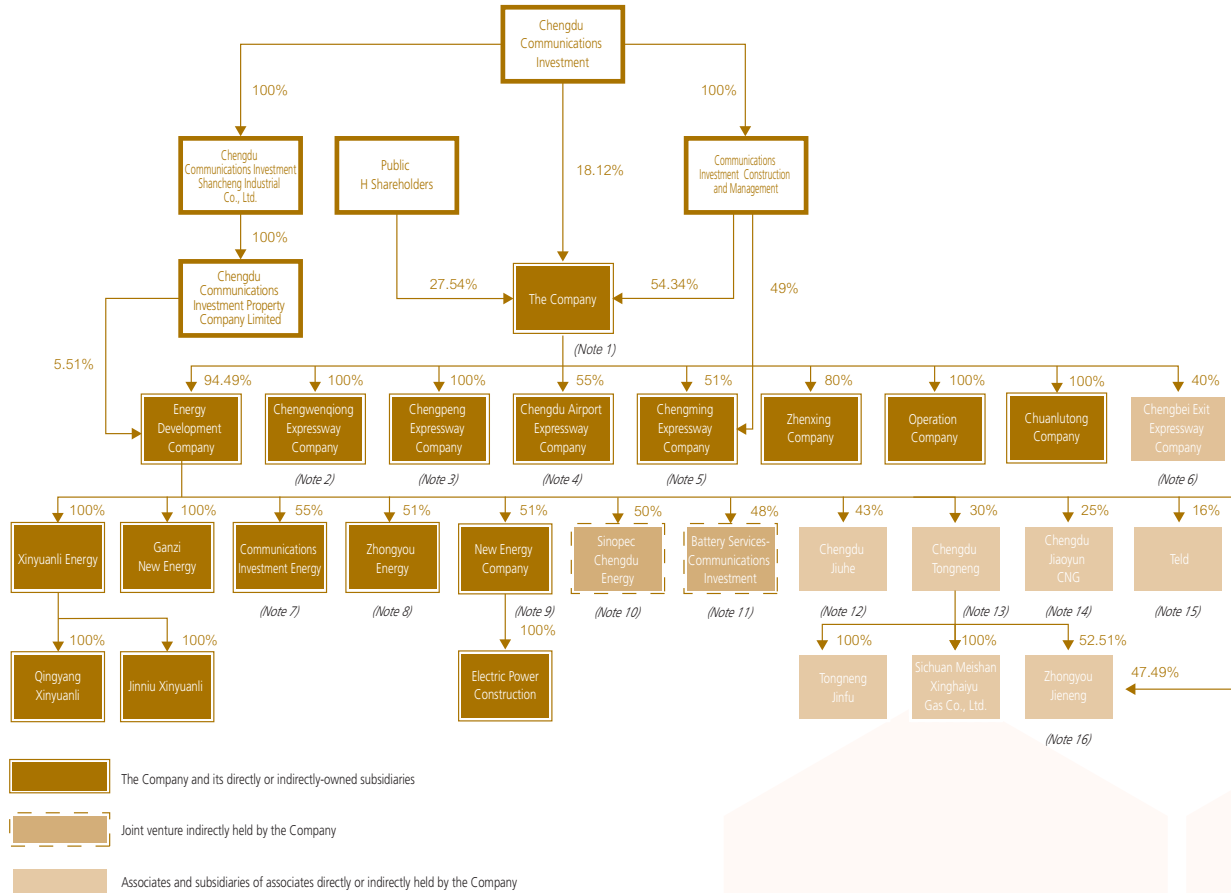 Chengdu
Communications
Investment
100%
100%
18.12%
Chengdu
Communications Investment
Shancheng Industrial
Co., Ltd.
Public
H Shareholders
Communications
Investment Construction
and Management
100%
Chengdu
Communications
Investment Property
Company Limited
27.54%
The Company
54.34%
49%
(Note 1)
5.51%
94.49%
100%
100%
55%
51%
80%
100%
100%
40%
Energy
Development
Company
Chengwenqiong
Expressway
Company
Chengpeng
Expressway
Company
Chengdu Airport
Expressway
Company
Chengming
Expressway
Company
Zhenxing
Company
Operation
Company
Chuanlutong
Company
Chengbei Exit
Expressway
Company
(Note 2)
(Note 3)
(Note 4)
(Note 5)
(Note 6)
100%
100%
55%
51%
51%
50%
48%
43%
30%
25%
16%
Xinyuanli Energy
Ganzi
New Energy
Communications
Investment Energy
Zhongyou
Energy
New Energy
Company
Sinopec
Chengdu
Energy
Battery Services-
Communications
Investment
Chengdu
Jiuhe
Chengdu
Tongneng
Chengdu
Jiaoyun
CNG
Teld
(Note 7)
(Note 8)
(Note 9)
(Note 10)
(Note 11)
(Note 12)
(Note 13)
(Note 14)
(Note 15)
100%
100%
100%
100%
100%
52.51%
Qingyang
Xinyuanli
Jinniu Xinyuanli
Electric Power
Construction
Tongneng
Jinfu
Sichuan Meishan
Xinghaiyu
Gas Co., Ltd.
Zhongyou
Jieneng
47.49%
(Note 16)
The Company and its directly or indirectly-owned subsidiaries
Joint venture indirectly held by the Company
Associates and subsidiaries of associates directly or indirectly held by the Company